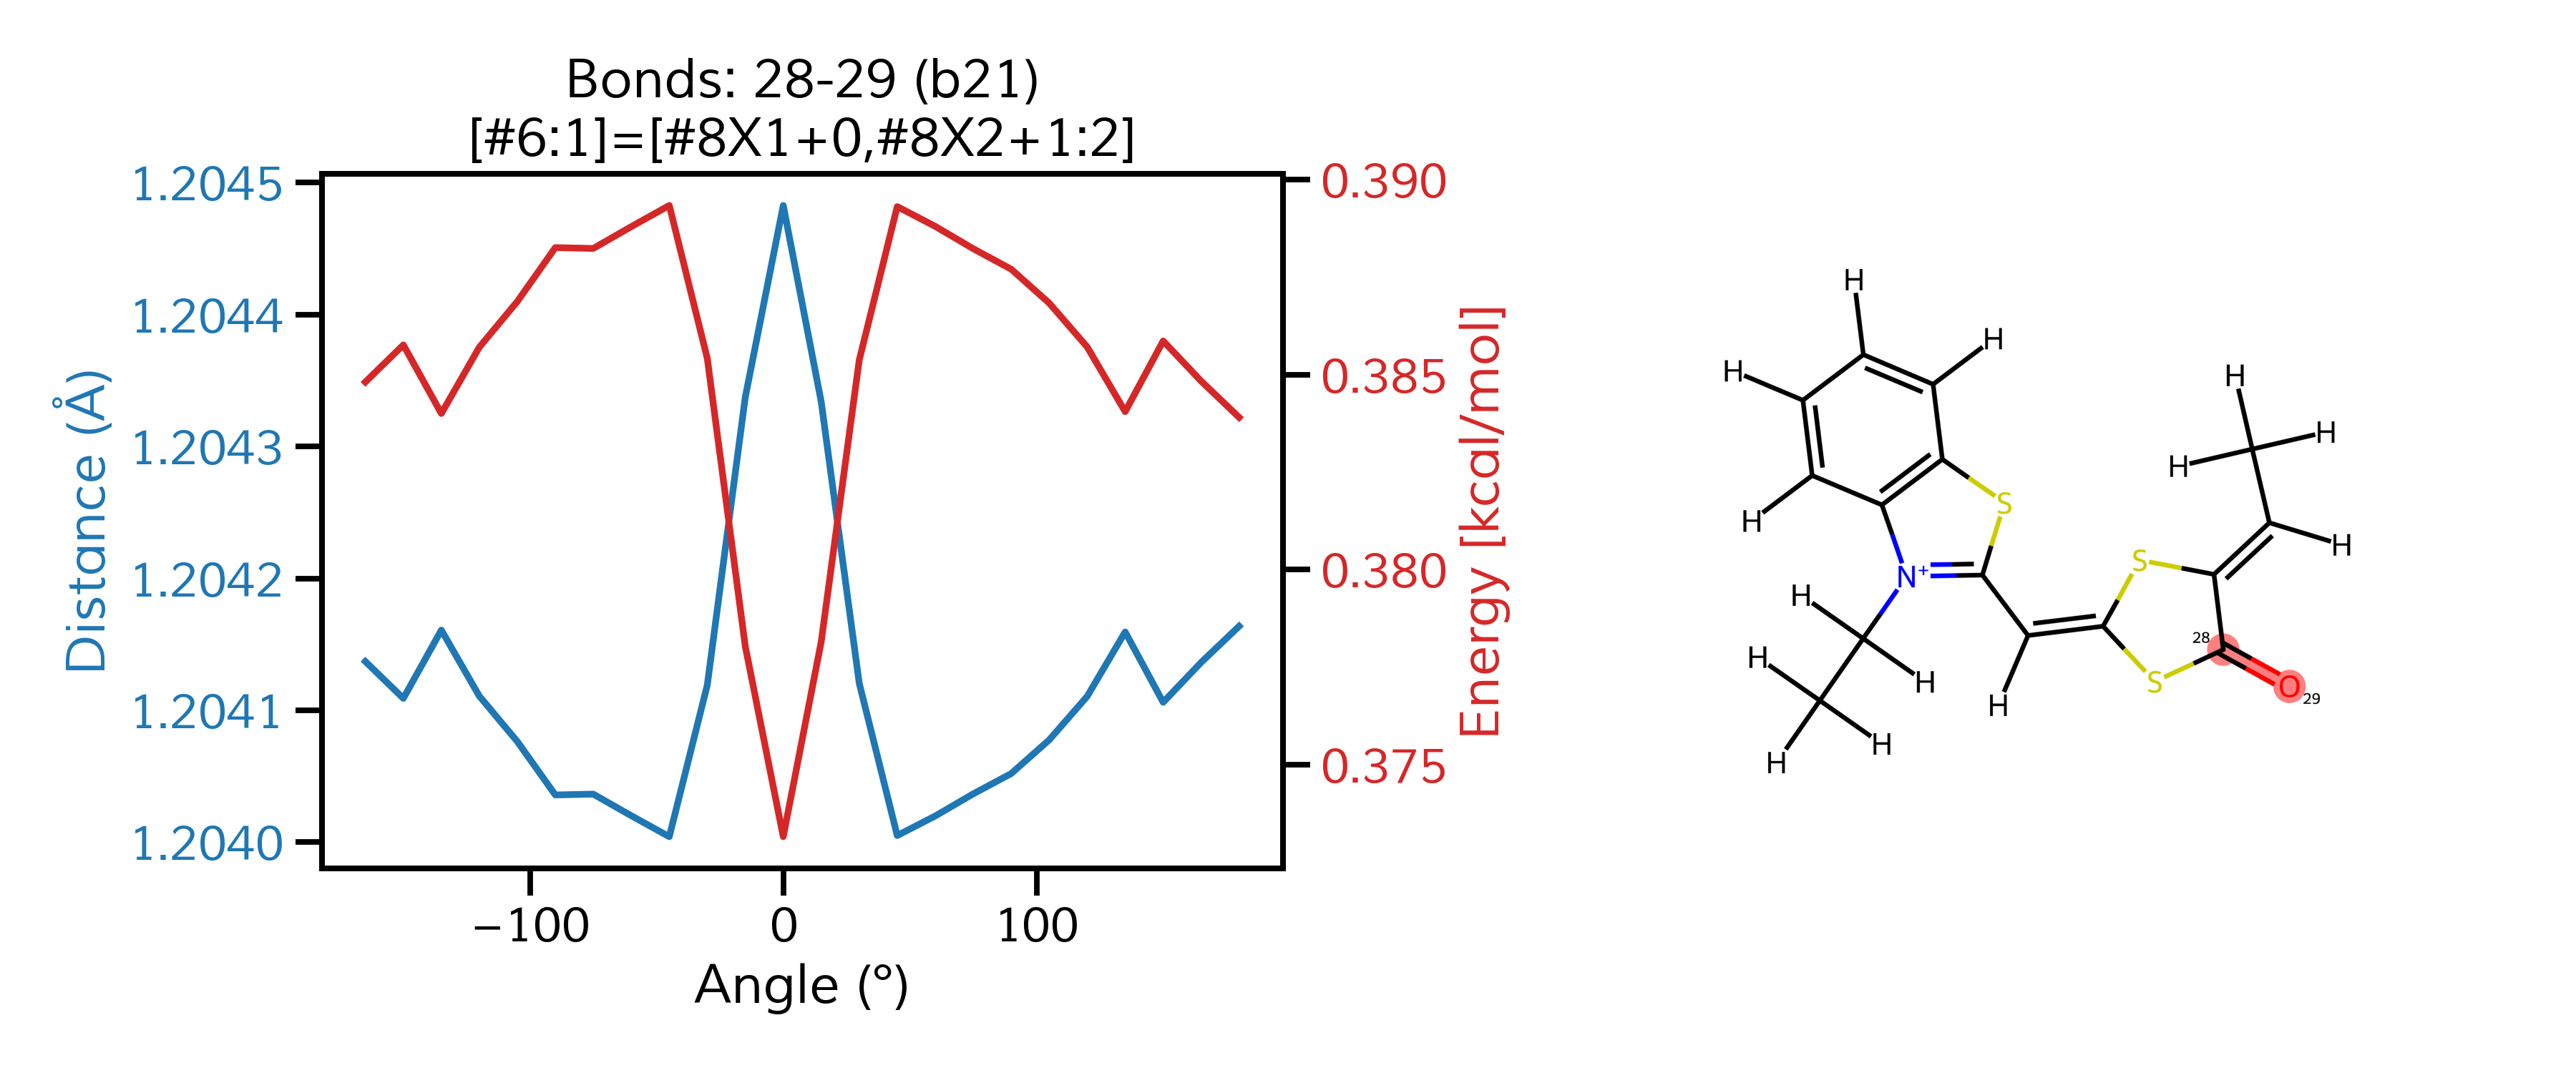 Bonds: 28-29 (b21)
[#6:1]=[#8X1+0,#8X2+1:2]
Distance (Å)
1.2045
1.2044
1.2043
1.2042
1.2041
1.2040
−100
0
100
Angle (°)
0.390
0.385
0.380
0.375
Energy [kcal/mol]
H
H
H
H
H
H
H
S
H
S
H
N⁺
H
28
H
S
O
29
H
H
H
H